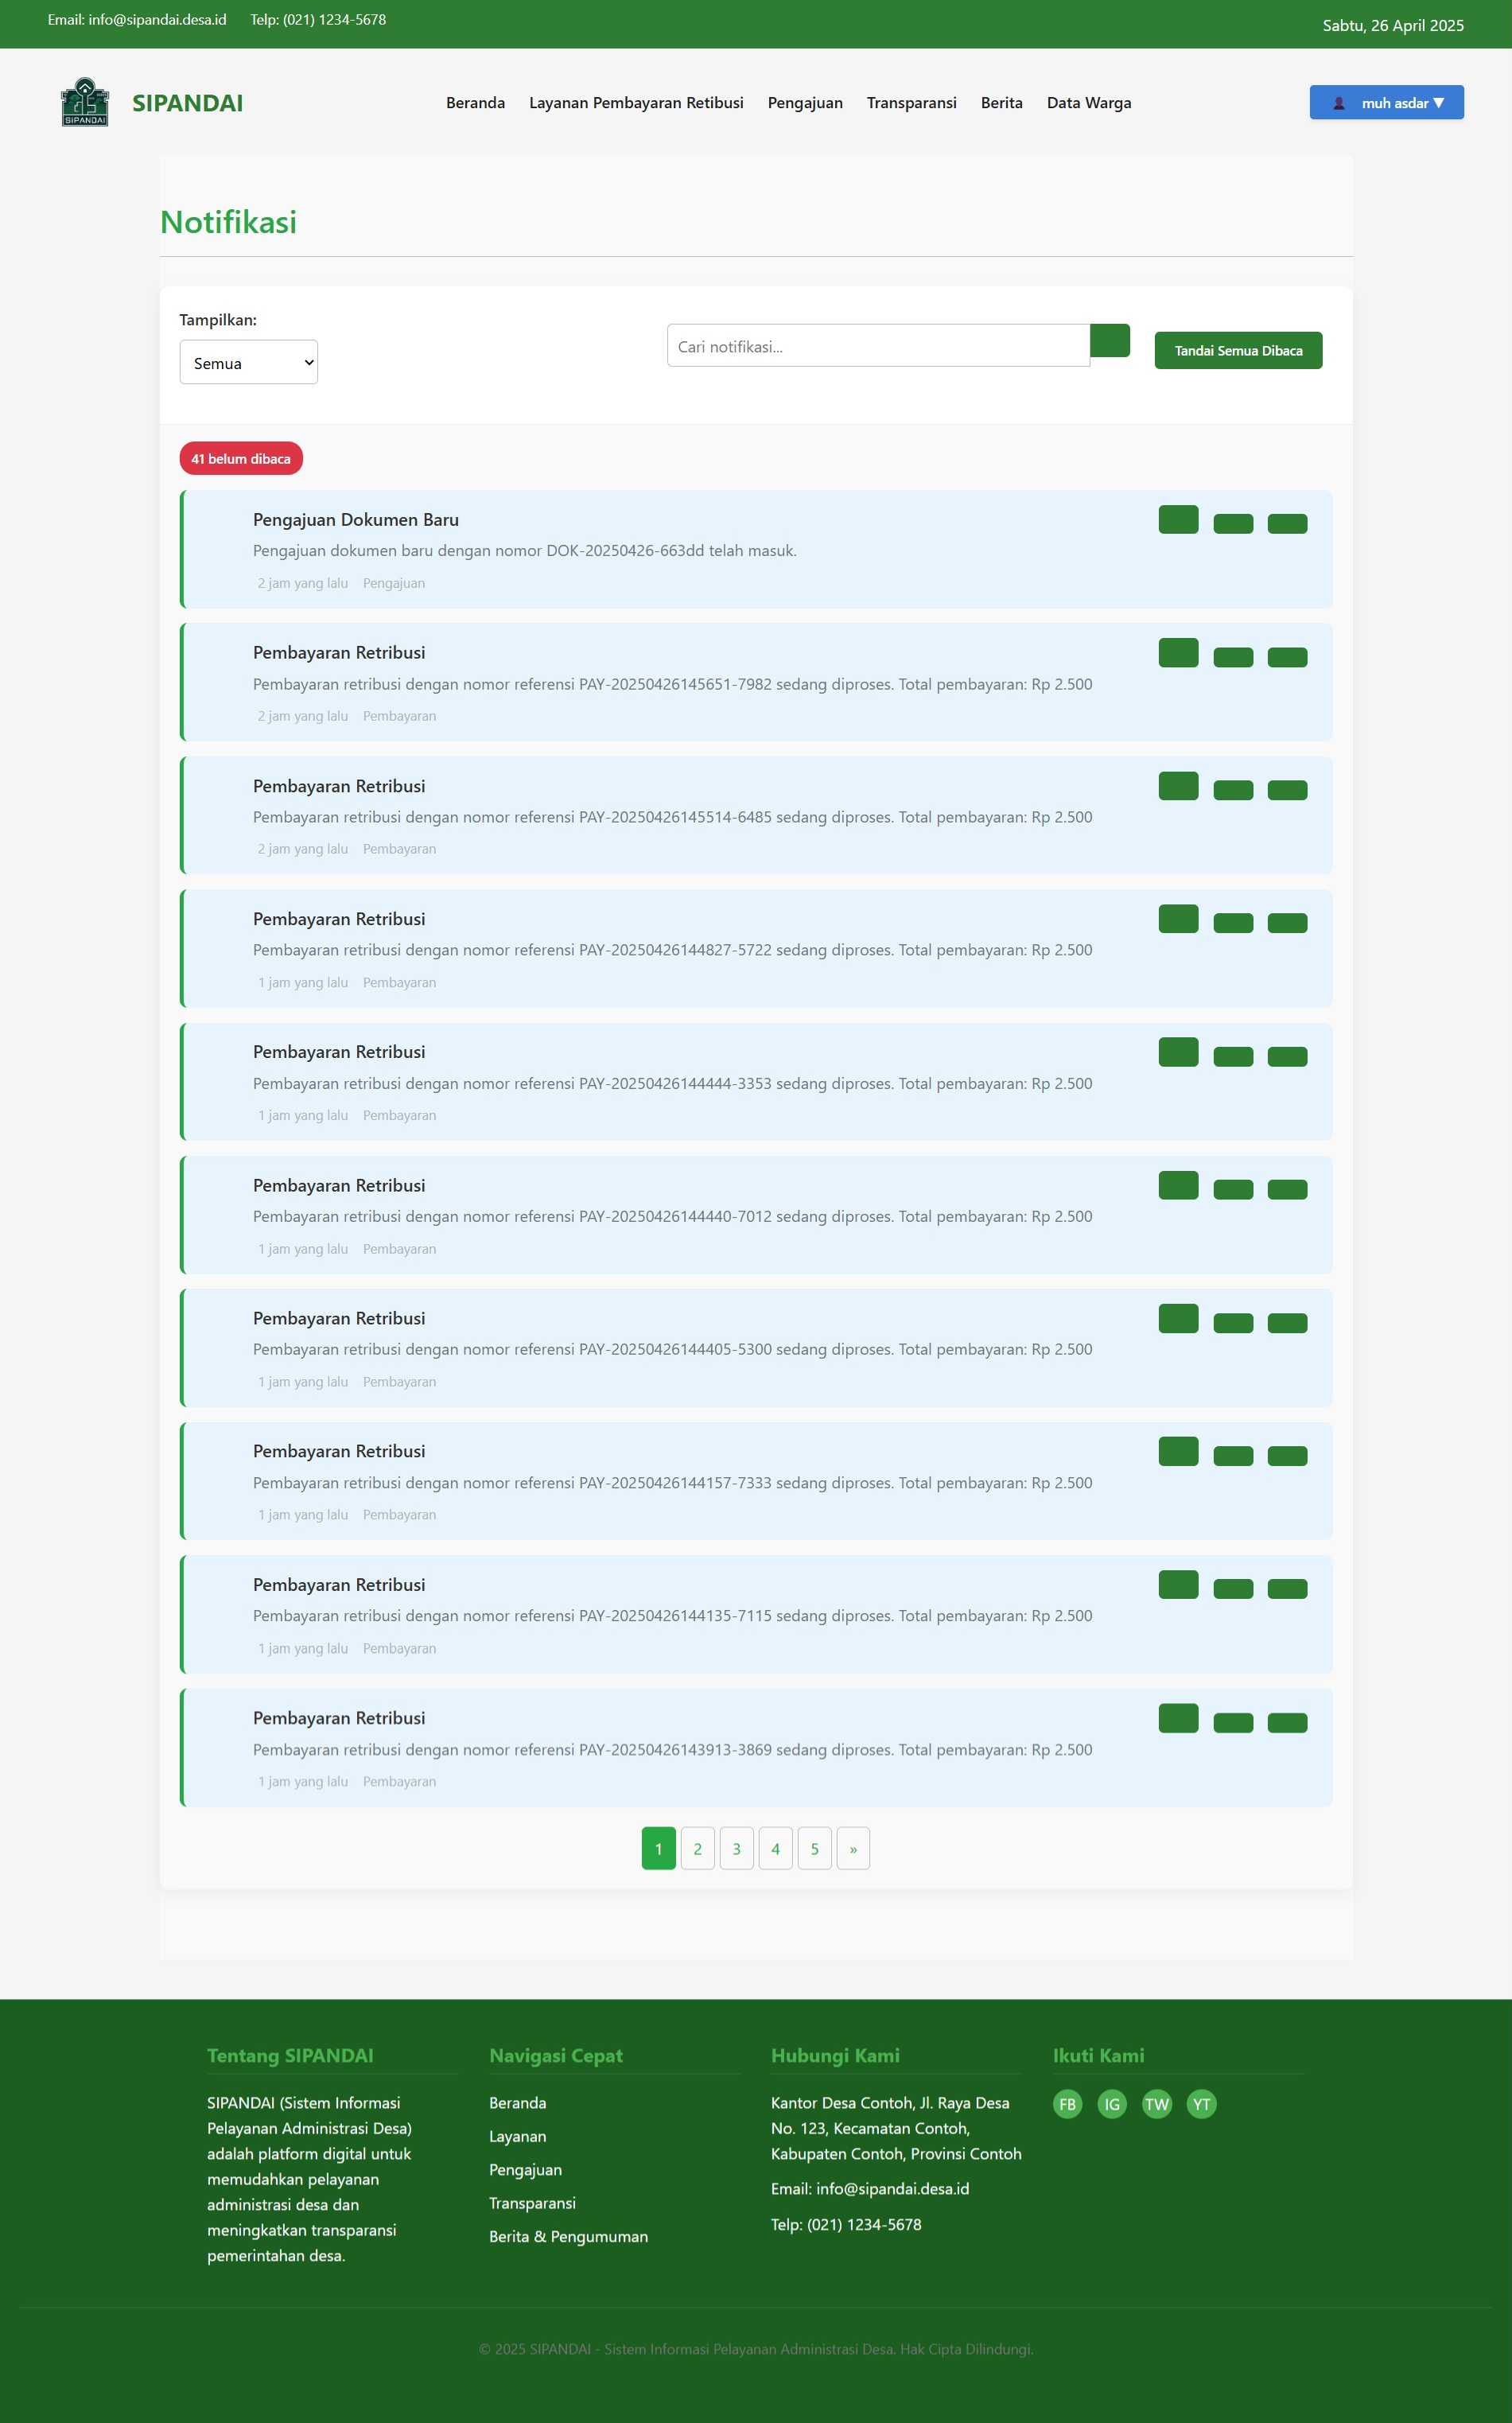 Email: info@sipandai.desa.id Telp: (021) 1234-5678
Sabtu, 26 April 2025
SIPANDAI
SIPANDAI
Beranda Layanan Pembayaran Retibusi Pengajuan Transparansi Berita Data Warga
muh asdar ▼
Notifikasi
Tampilkan:
Semua
Cari notifikasi...
Tandai Semua Dibaca
41 belum dibaca
Pengajuan Dokumen Baru
Pengajuan dokumen baru dengan nomor DOK-20250426-663dd telah masuk.
2 jam yang lalu Pengajuan
Pembayaran Retribusi
Pembayaran retribusi dengan nomor referensi PAY-20250426145651-7982 sedang diproses. Total pembayaran: Rp 2.500
2 jam yang lalu Pembayaran
Pembayaran Retribusi
Pembayaran retribusi dengan nomor referensi PAY-20250426145514-6485 sedang diproses. Total pembayaran: Rp 2.500
2 jam yang lalu Pembayaran
Pembayaran Retribusi
Pembayaran retribusi dengan nomor referensi PAY-20250426144827-5722 sedang diproses. Total pembayaran: Rp 2.500
1 jam yang lalu Pembayaran
Pembayaran Retribusi
Pembayaran retribusi dengan nomor referensi PAY-20250426144444-3353 sedang diproses. Total pembayaran: Rp 2.500
1 jam yang lalu Pembayaran
Pembayaran Retribusi
Pembayaran retribusi dengan nomor referensi PAY-20250426144440-7012 sedang diproses. Total pembayaran: Rp 2.500
1 jam yang lalu Pembayaran
Pembayaran Retribusi
Pembayaran retribusi dengan nomor referensi PAY-20250426144405-5300 sedang diproses. Total pembayaran: Rp 2.500
1 jam yang lalu Pembayaran
Pembayaran Retribusi
Pembayaran retribusi dengan nomor referensi PAY-20250426144157-7333 sedang diproses. Total pembayaran: Rp 2.500
1 jam yang lalu Pembayaran
Pembayaran Retribusi
Pembayaran retribusi dengan nomor referensi PAY-20250426144135-7115 sedang diproses. Total pembayaran: Rp 2.500
1 jam yang lalu Pembayaran
Pembayaran Retribusi
Pembayaran retribusi dengan nomor referensi PAY-20250426143913-3869 sedang diproses. Total pembayaran: Rp 2.500
1 jam yang lalu Pembayaran
1 2 3 4 5 »
Tentang SIPANDAI
SIPANDAI (Sistem Informasi
Pelayanan Administrasi Desa)
adalah platform digital untuk
memudahkan pelayanan
administrasi desa dan
meningkatkan transparansi
pemerintahan desa.
Navigasi Cepat
Beranda
Layanan
Pengajuan
Transparansi
Berita & Pengumuman
Hubungi Kami
Kantor Desa Contoh, Jl. Raya Desa
No. 123, Kecamatan Contoh,
Kabupaten Contoh, Provinsi Contoh
Email: info@sipandai.desa.id
Telp: (021) 1234-5678
Ikuti Kami
FB IG TW YT
© 2025 SIPANDAI - Sistem Informasi Pelayanan Administrasi Desa. Hak Cipta Dilindungi.